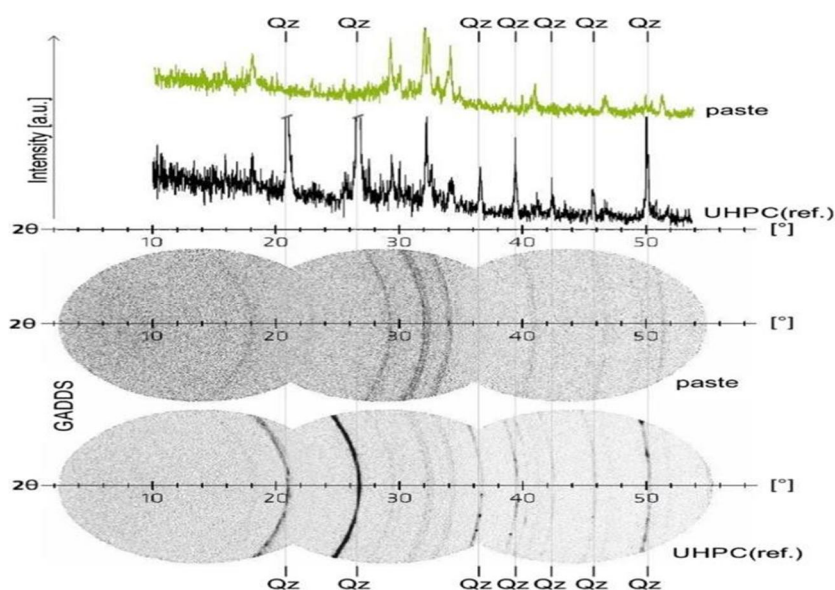 Qz Qz Qz Qz Qz Qz Qz
Intensity [a.u.]
paste
UHPC(ref.)
2θ 10 20 30 40 50 [°]
2θ 10 20 30 40 50 [°]
paste
GADDS
2θ 10 20 30 40 50 [°]
UHPC(ref.)
Qz Qz Qz Qz Qz Qz Qz